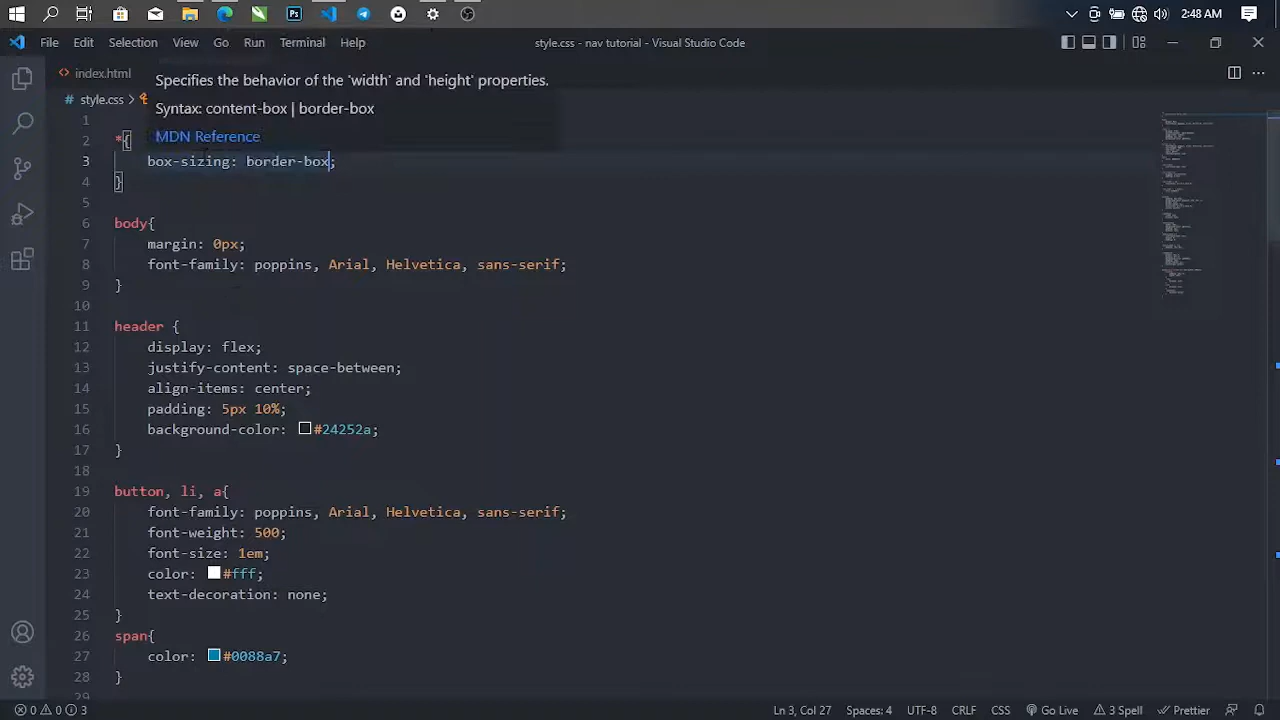 2:48 AM
File Edit Selection View Go Run Terminal Help
style.css - nav tutorial - Visual Studio Code
index.html
Specifies the behavior of the 'width' and 'height' properties.
# style.css >
Syntax: content-box | border-box
MDN Reference
1
2 *{
3 box-sizing: border-box;
4 }
5
6 body{
7 margin: 0px;
8 font-family: poppins, Arial, Helvetica, sans-serif;
9 }
10
11 header {
12 display: flex;
13 justify-content: space-between;
14 align-items: center;
15 padding: 5px 10%;
16 background-color: #24252a;
17 }
18
19 button, li, a{
20 font-family: poppins, Arial, Helvetica, sans-serif;
21 font-weight: 500;
22 font-size: 1em;
23 color: #fff;
24 text-decoration: none;
25 }
26 span{
27 color: #0088a7;
28 }
29
0 0 3 Ln 3, Col 27 Spaces: 4 UTF-8 CRLF CSS Go Live 3 Spell Prettier